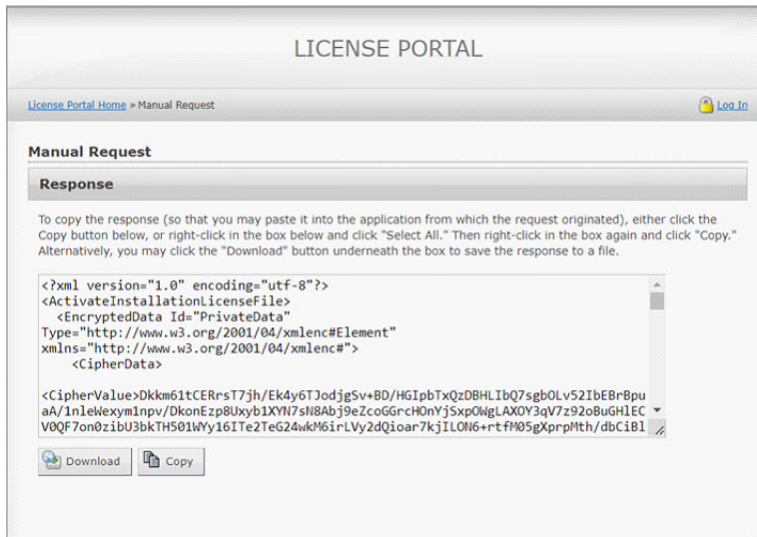 LICENSE PORTAL
License Portal Home » Manual Request
Log In
Manual Request
Response
To copy the response (so that you may paste it into the application from which the request originated), either click the
Copy button below, or right-click in the box below and click "Select All." Then right-click in the box again and click "Copy."
Alternatively, you may click the "Download" button underneath the box to save the response to a file.
<?xml version="1.0" encoding="utf-8"?>
<ActivateInstallationLicenseFile>
<EncryptedData Id="PrivateData"
Type="http://www.w3.org/2001/04/xmlenc#Element"
xmlns="http://www.w3.org/2001/04/xmlenc#">
<CipherData>
<CipherValue>Dkkm61tCERrsT7jh/Ek4y6TJodjgSv+BD/HGIpbTxQzDBHLIbQ7sgbOLv52IbEBrBpu
aA/1nleWexym1npv/DkonEzp8Uxyb1XYN7sN8Abj9eZcoGGrcHOnYjSxpOWgLAXOY3qV7z92oBuGHlEC
V0QF7on0zibU3bkTH501WYy16ITe2TeG24wkM6irLVy2dQioar7kjILON6+rtfM05gXprpMth/dbCiBl
Download
Copy